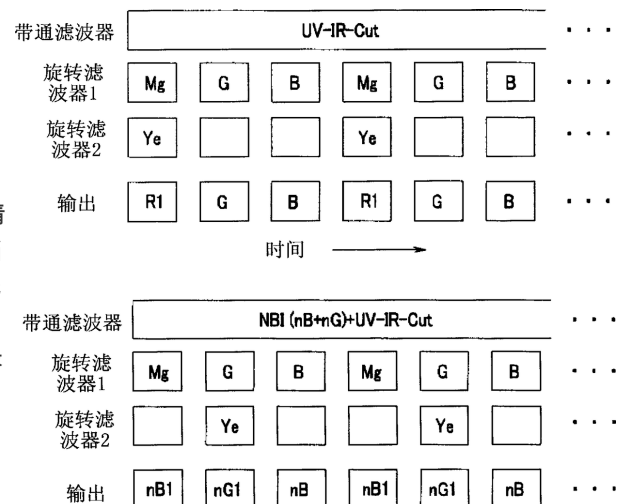 带通滤波器 UV-IR-Cut ...
旋转滤波器1 Mg G B Mg G B ...
旋转滤波器2 Ye Ye ...
输出 R1 G B R1 G B ...
时间
带通滤波器 NBI (nB+nG)+UV-IR-Cut ...
旋转滤波器1 Mg G B Mg G B ...
旋转滤波器2 Ye Ye ...
输出 nB1 nG1 nB nB1 nG1 nB ...